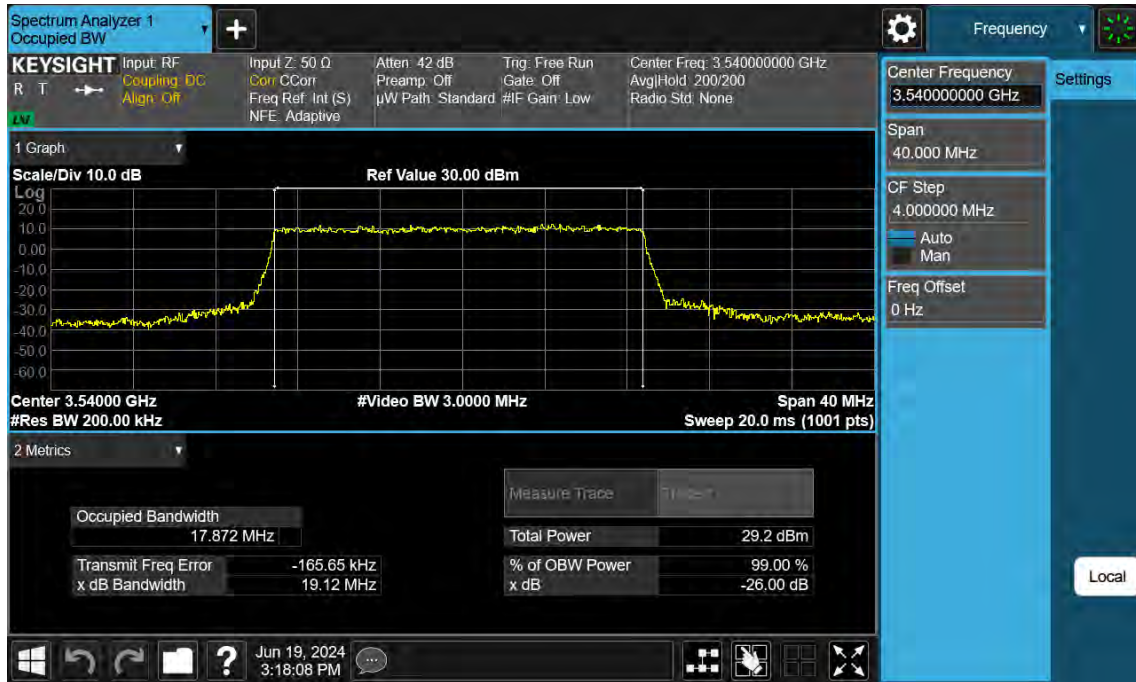 Spectrum Analyzer 1
Occupied BW
+
Frequency
KEYSIGHT
R T
LXI
Input: RF
Coupling: DC
Align: Off
Input Z: 50 Ω
Corr CCorr
Freq Ref: Int (S)
NFE: Adaptive
Atten: 42 dB
Preamp: Off
µW Path: Standard
Trig: Free Run
Gate: Off
#IF Gain: Low
Center Freq: 3.540000000 GHz
Avg|Hold: 200/200
Radio Std: None
Center Frequency
3.540000000 GHz
Settings
Span
40.000 MHz
CF Step
4.000000 MHz
Auto
Man
Freq Offset
0 Hz
Local
1 Graph
Scale/Div 10.0 dB
Ref Value 30.00 dBm
Log
20.0
10.0
0.00
-10.0
-20.0
-30.0
-40.0
-50.0
-60.0
Center 3.54000 GHz
#Video BW 3.0000 MHz
Span 40 MHz
#Res BW 200.00 kHz
Sweep 20.0 ms (1001 pts)
2 Metrics
Measure Trace
Trace 1
Occupied Bandwidth
17.872 MHz
Total Power 29.2 dBm
Transmit Freq Error -165.65 kHz
% of OBW Power 99.00 %
x dB Bandwidth 19.12 MHz
x dB -26.00 dB
?
Jun 19, 2024
3:18:08 PM